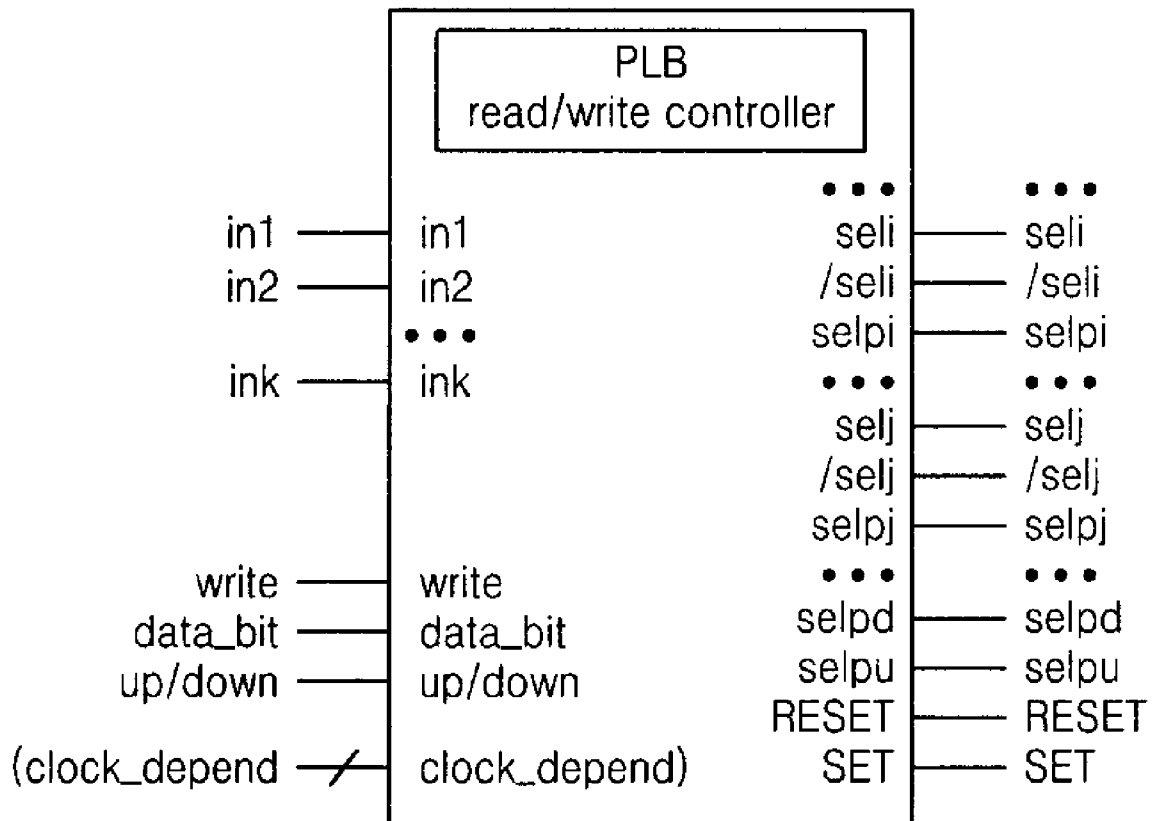 PLB
read/write controller
••• •••
in1 in1 seli seli
in2 in2 /seli /seli
••• selpi selpi
ink ink ••• •••
selj selj
/selj /selj
selpj selpj
write write ••• •••
data_bit data_bit selpd selpd
up/down up/down selpu selpu
RESET RESET
(clock_depend clock_depend) SET SET